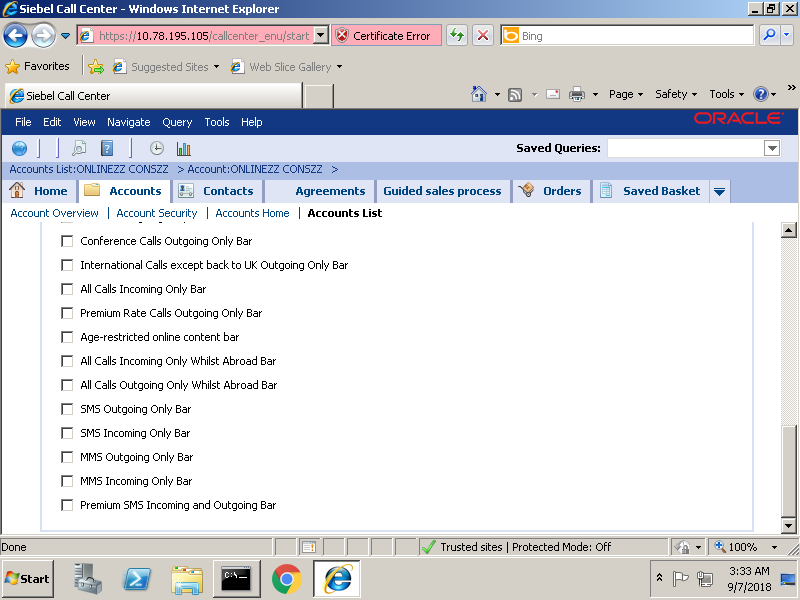 Siebel Call Center - Windows Internet Explorer
https://10.78.195.105/callcenter_enu/start
Certificate Error
Bing
Favorites
Suggested Sites
Web Slice Gallery
Siebel Call Center
Page
Safety
Tools
»
File Edit View Navigate Query Tools Help
ORACLE
Saved Queries:
Accounts List:ONLINEZZ CONSZZ > Account:ONLINEZZ CONSZZ >
Home Accounts Contacts Agreements Guided sales process Orders Saved Basket
Account Overview | Account Security | Accounts Home | Accounts List
Conference Calls Outgoing Only Bar
International Calls except back to UK Outgoing Only Bar
All Calls Incoming Only Bar
Premium Rate Calls Outgoing Only Bar
Age-restricted online content bar
All Calls Incoming Only Whilst Abroad Bar
All Calls Outgoing Only Whilst Abroad Bar
SMS Outgoing Only Bar
SMS Incoming Only Bar
MMS Outgoing Only Bar
MMS Incoming Only Bar
Premium SMS Incoming and Outgoing Bar
Done
Trusted sites | Protected Mode: Off
100%
Start
3:33 AM
9/7/2018